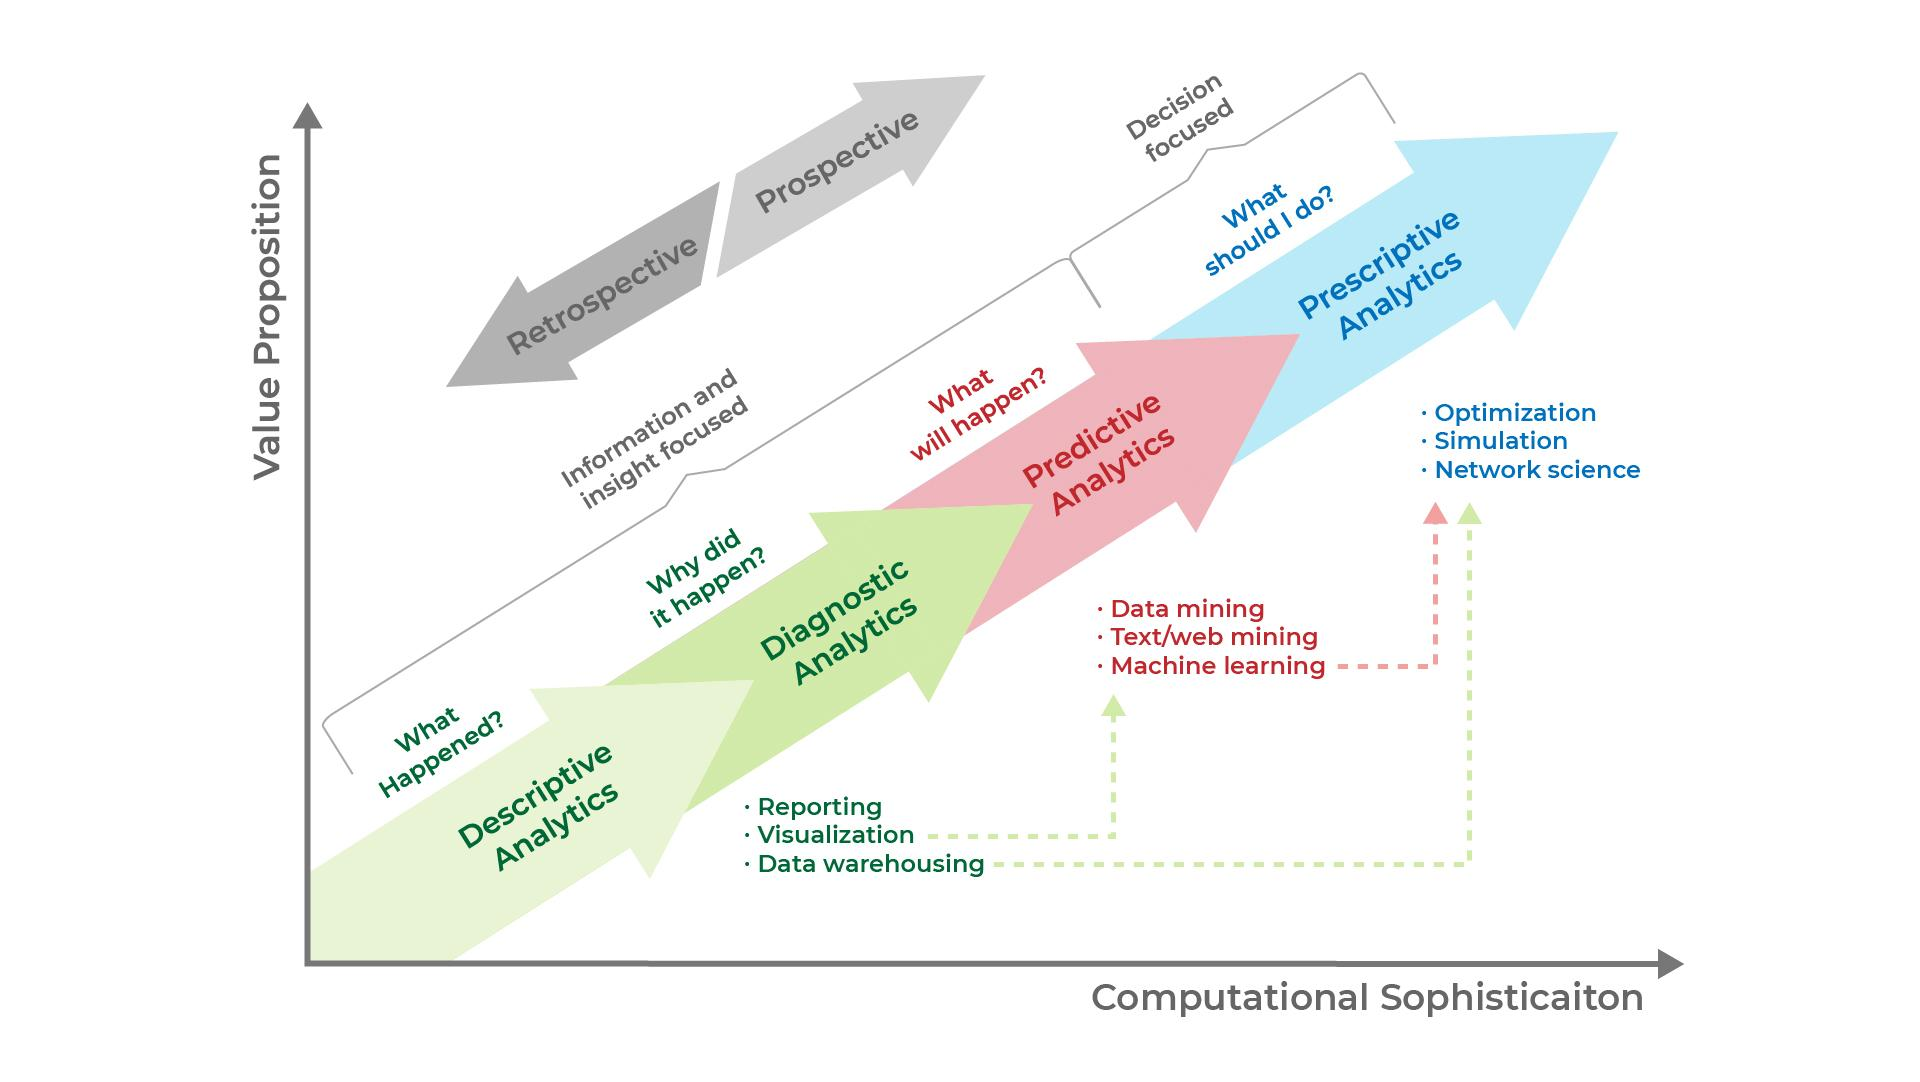 Value Proposition
Retrospective
Prospective
Information and
insight focused
Decision
focused
What
Happened?
Descriptive
Analytics
Why did
it happen?
Diagnostic
Analytics
What
will happen?
Predictive
Analytics
What
should I do?
Prescriptive
Analytics
· Reporting
· Visualization
· Data warehousing
· Data mining
· Text/web mining
· Machine learning
· Optimization
· Simulation
· Network science
Computational Sophisticaiton